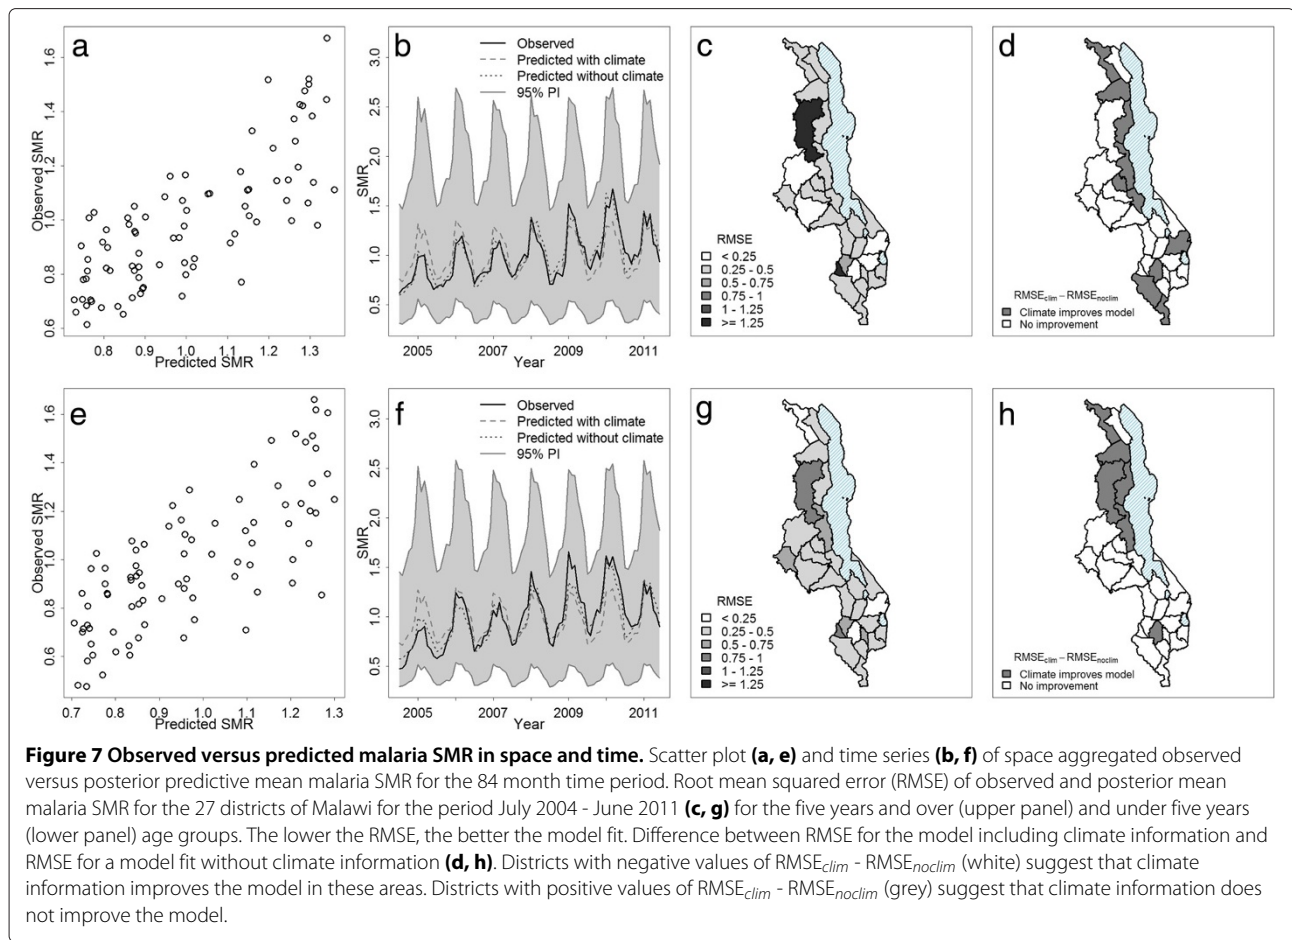 a
Observed SMR
0.6 0.8 1.0 1.2 1.4 1.6
0.8 0.9 1.0 1.1 1.2 1.3
Predicted SMR
b
SMR
0.5 1.0 1.5 2.0 2.5 3.0
Observed
Predicted with climate
Predicted without climate
95% PI
2005 2007 2009 2011
Year
c
RMSE
< 0.25
0.25 - 0.5
0.5 - 0.75
0.75 - 1
1 - 1.25
>= 1.25
d
RMSEclim − RMSEnoclim
Climate improves model
No improvement
e
Observed SMR
0.6 0.8 1.0 1.2 1.4 1.6
0.7 0.8 0.9 1.0 1.1 1.2 1.3
Predicted SMR
f
SMR
0.5 1.0 1.5 2.0 2.5 3.0
Observed
Predicted with climate
Predicted without climate
95% PI
2005 2007 2009 2011
Year
g
RMSE
< 0.25
0.25 - 0.5
0.5 - 0.75
0.75 - 1
1 - 1.25
>= 1.25
h
RMSEclim − RMSEnoclim
Climate improves model
No improvement
Figure 7 Observed versus predicted malaria SMR in space and time. Scatter plot (a, e) and time series (b, f) of space aggregated observed
versus posterior predictive mean malaria SMR for the 84 month time period. Root mean squared error (RMSE) of observed and posterior mean
malaria SMR for the 27 districts of Malawi for the period July 2004 - June 2011 (c, g) for the five years and over (upper panel) and under five years
(lower panel) age groups. The lower the RMSE, the better the model fit. Difference between RMSE for the model including climate information and
RMSE for a model fit without climate information (d, h). Districts with negative values of RMSEclim - RMSEnoclim (white) suggest that climate
information improves the model in these areas. Districts with positive values of RMSEclim - RMSEnoclim (grey) suggest that climate information does
not improve the model.